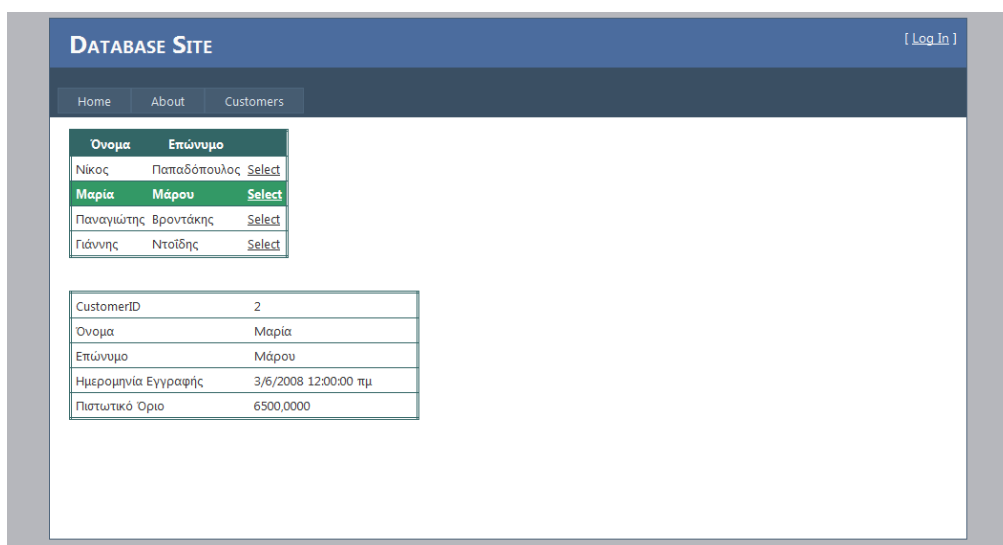 DATABASE SITE
[ Log In ]
Home About Customers
Όνομα Επώνυμο
Νίκος Παπαδόπουλος Select
Μαρία Μάρου Select
Παναγιώτης Βροντάκης Select
Γιάννης Ντοΐδης Select
CustomerID 2
Όνομα Μαρία
Επώνυμο Μάρου
Ημερομηνία Εγγραφής 3/6/2008 12:00:00 πμ
Πιστωτικό Όριο 6500,0000